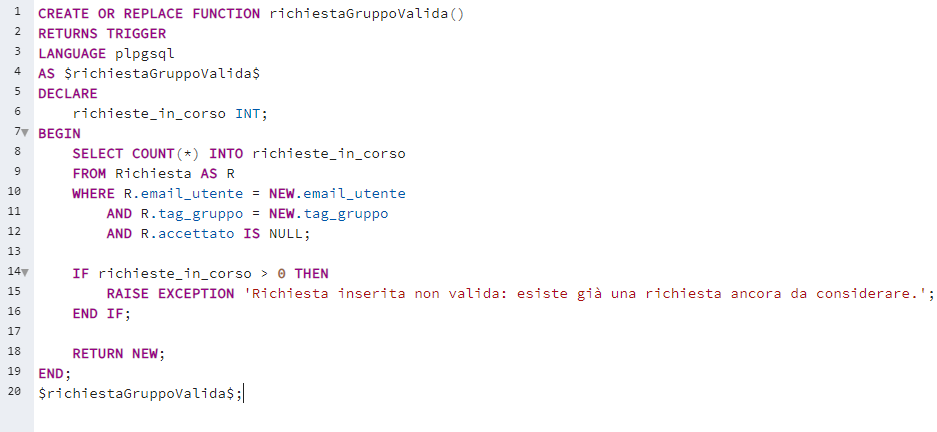 1 CREATE OR REPLACE FUNCTION richiestaGruppoValida()
2 RETURNS TRIGGER
3 LANGUAGE plpgsql
4 AS $richiestaGruppoValida$
5 DECLARE
6     richieste_in_corso INT;
7 BEGIN
8     SELECT COUNT(*) INTO richieste_in_corso
9     FROM Richiesta AS R
10     WHERE R.email_utente = NEW.email_utente
11         AND R.tag_gruppo = NEW.tag_gruppo
12         AND R.accettato IS NULL;
13
14     IF richieste_in_corso > 0 THEN
15         RAISE EXCEPTION 'Richiesta inserita non valida: esiste già una richiesta ancora da considerare.';
16     END IF;
17
18     RETURN NEW;
19 END;
20 $richiestaGruppoValida$;